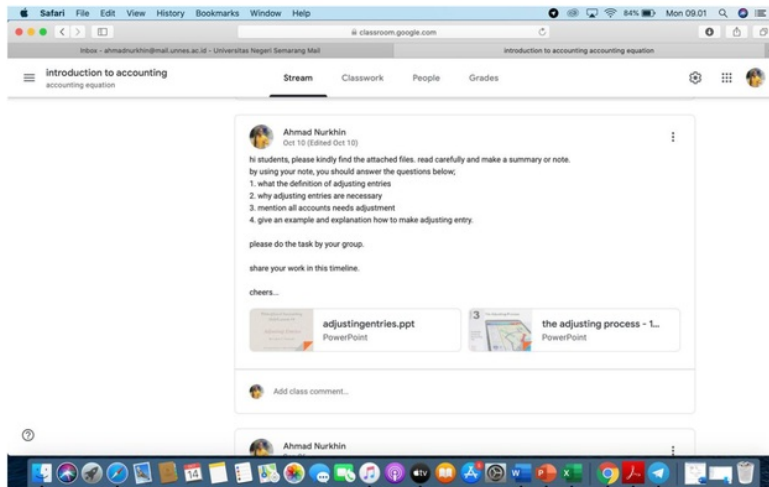 Safari File Edit View History Bookmarks Window Help 84% Mon 09.01
classroom.google.com
Inbox - ahmadnurkhin@mail.unnes.ac.id - Universitas Negeri Semarang Mail
introduction to accounting accounting equation
introduction to accounting
accounting equation
Stream Classwork People Grades
Ahmad Nurkhin
Oct 10 (Edited Oct 10)
hi students, please kindly find the attached files. read carefully and make a summary or note.
by using your note, you should answer the questions below;
1. what the definition of adjusting entries
2. why adjusting entries are necessary
3. mention all accounts needs adjustment
4. give an example and explanation how to make adjusting entry.
please do the task by your group.
share your work in this timeline.
cheers...
adjustingentries.ppt
PowerPoint
3
the adjusting process - 1...
PowerPoint
Add class comment...
Ahmad Nurkhin
14
tv